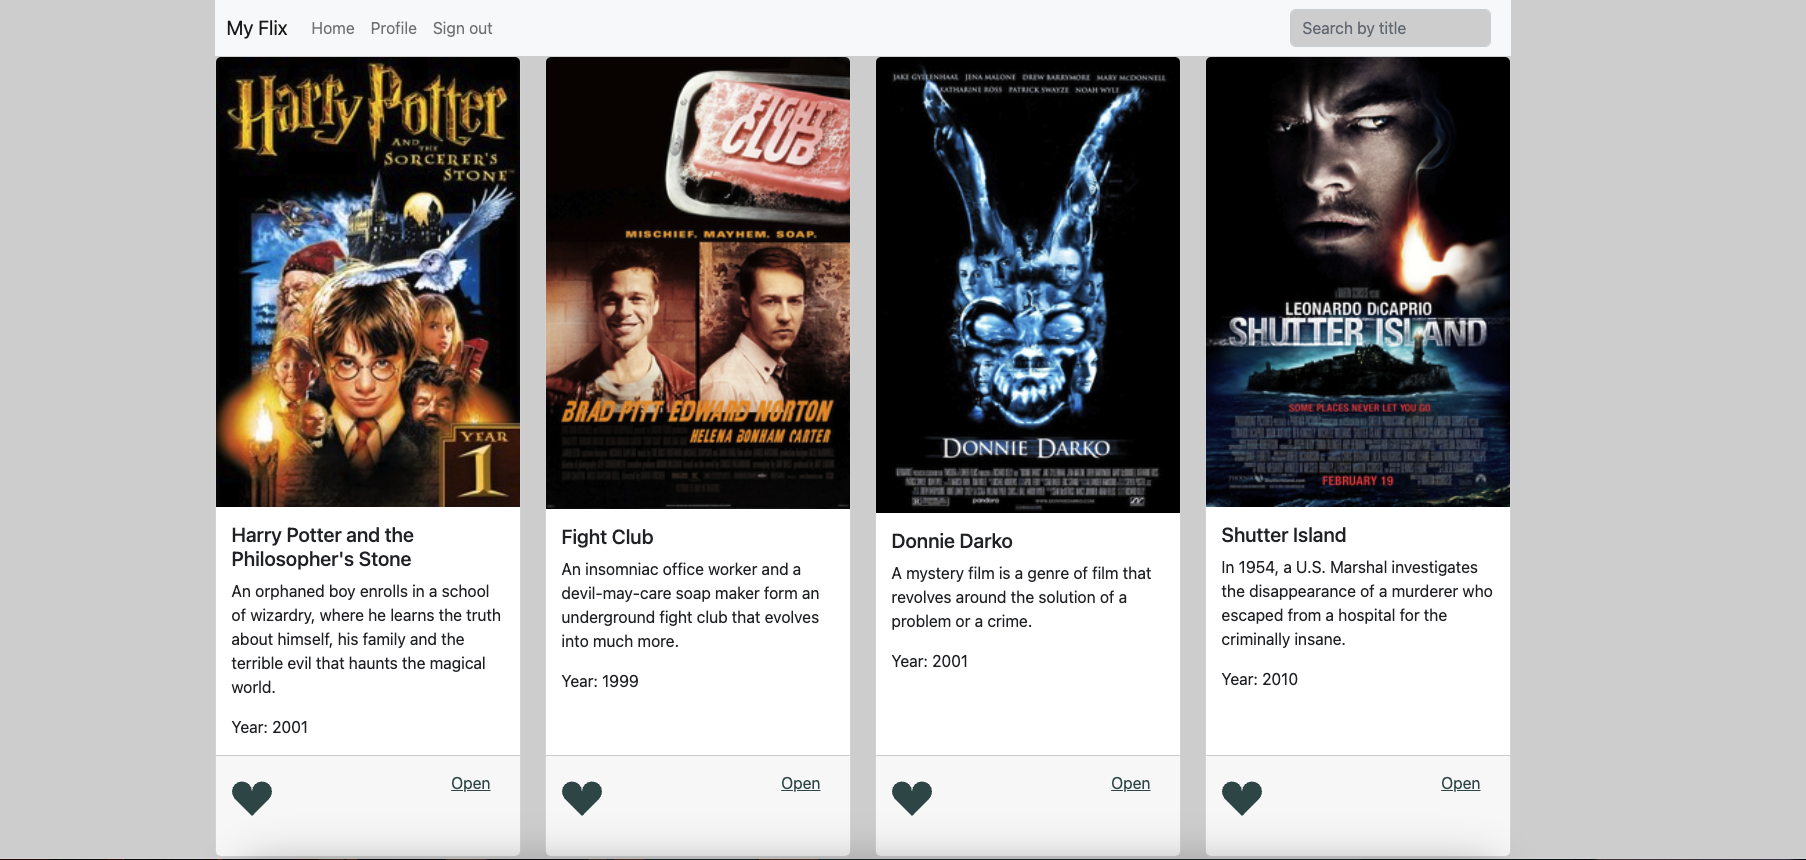 My Flix Home Profile Sign out Search by title
Harry Potter
AND THE
SORCERER'S
STONE
YEAR
1
Harry Potter and the
Philosopher's Stone
An orphaned boy enrolls in a school
of wizardry, where he learns the truth
about himself, his family and the
terrible evil that haunts the magical
world.
Year: 2001
Open
FIGHT
CLUB
MISCHIEF. MAYHEM. SOAP.
BRAD PITT EDWARD NORTON
HELENA BONHAM CARTER
Fight Club
An insomniac office worker and a
devil-may-care soap maker form an
underground fight club that evolves
into much more.
Year: 1999
Open
JAKE GYLLENHAAL JENA MALONE DREW BARRYMORE MARY MCDONNELL
KATHARINE ROSS PATRICK SWAYZE NOAH WYLE
DONNIE DARKO
Donnie Darko
A mystery film is a genre of film that
revolves around the solution of a
problem or a crime.
Year: 2001
Open
LEONARDO DiCAPRIO
SHUTTER ISLAND
SOME PLACES NEVER LET YOU GO
FEBRUARY 19
Shutter Island
In 1954, a U.S. Marshal investigates
the disappearance of a murderer who
escaped from a hospital for the
criminally insane.
Year: 2010
Open